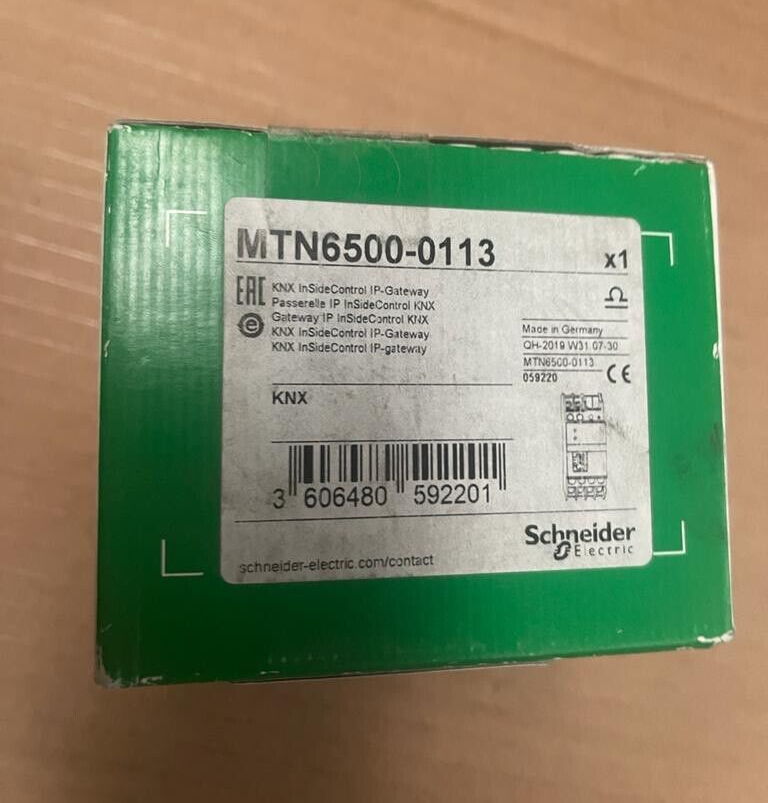 MTN6500-0113
x1
EAC
KNX InSideControl IP-Gateway
Passerelle IP InSideControl KNX
Gateway IP InSideControl KNX
KNX InSideControl IP-Gateway
KNX InSideControl IP-gateway
Made in Germany
QH-2019 W31 07-30
MTN6500-0113
059220
CE
KNX
3 606480 592201
Schneider
Electric
schneider-electric.com/contact